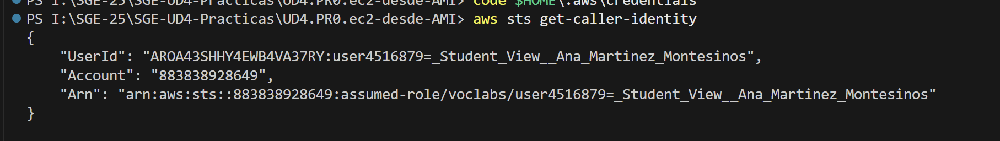 PS I:\SGE-25\SGE-UD4-Practicas\UD4.PR0.ec2-desde-AMI> code $HOME\.aws\credentials
PS I:\SGE-25\SGE-UD4-Practicas\UD4.PR0.ec2-desde-AMI> aws sts get-caller-identity
{
    "UserId": "AROA43SHHY4EWB4VA37RY:user4516879=_Student_View__Ana_Martinez_Montesinos",
    "Account": "883838928649",
    "Arn": "arn:aws:sts::883838928649:assumed-role/voclabs/user4516879=_Student_View__Ana_Martinez_Montesinos"
}